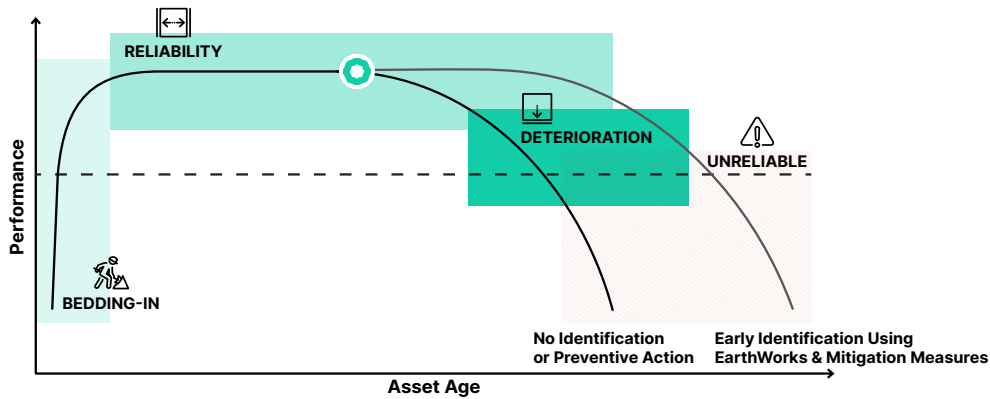 RELIABILITY
DETERIORATION
UNRELIABLE
Performance
BEDDING-IN
No Identification
or Preventive Action
Early Identification Using
EarthWorks & Mitigation Measures
Asset Age